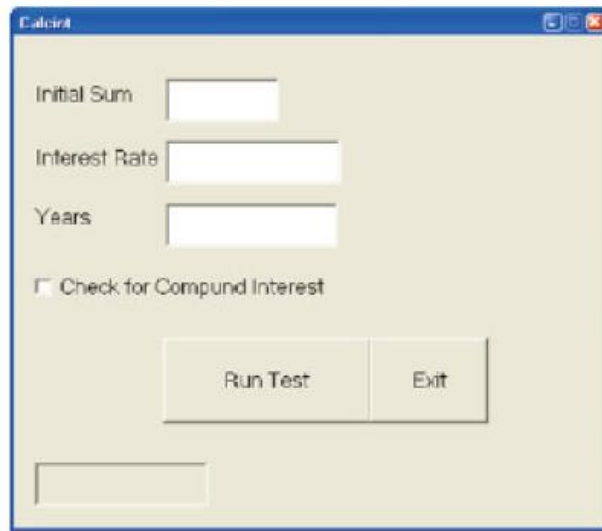 Calcint
Initial Sum
Interest Rate
Years
Check for Compund Interest
Run Test Exit